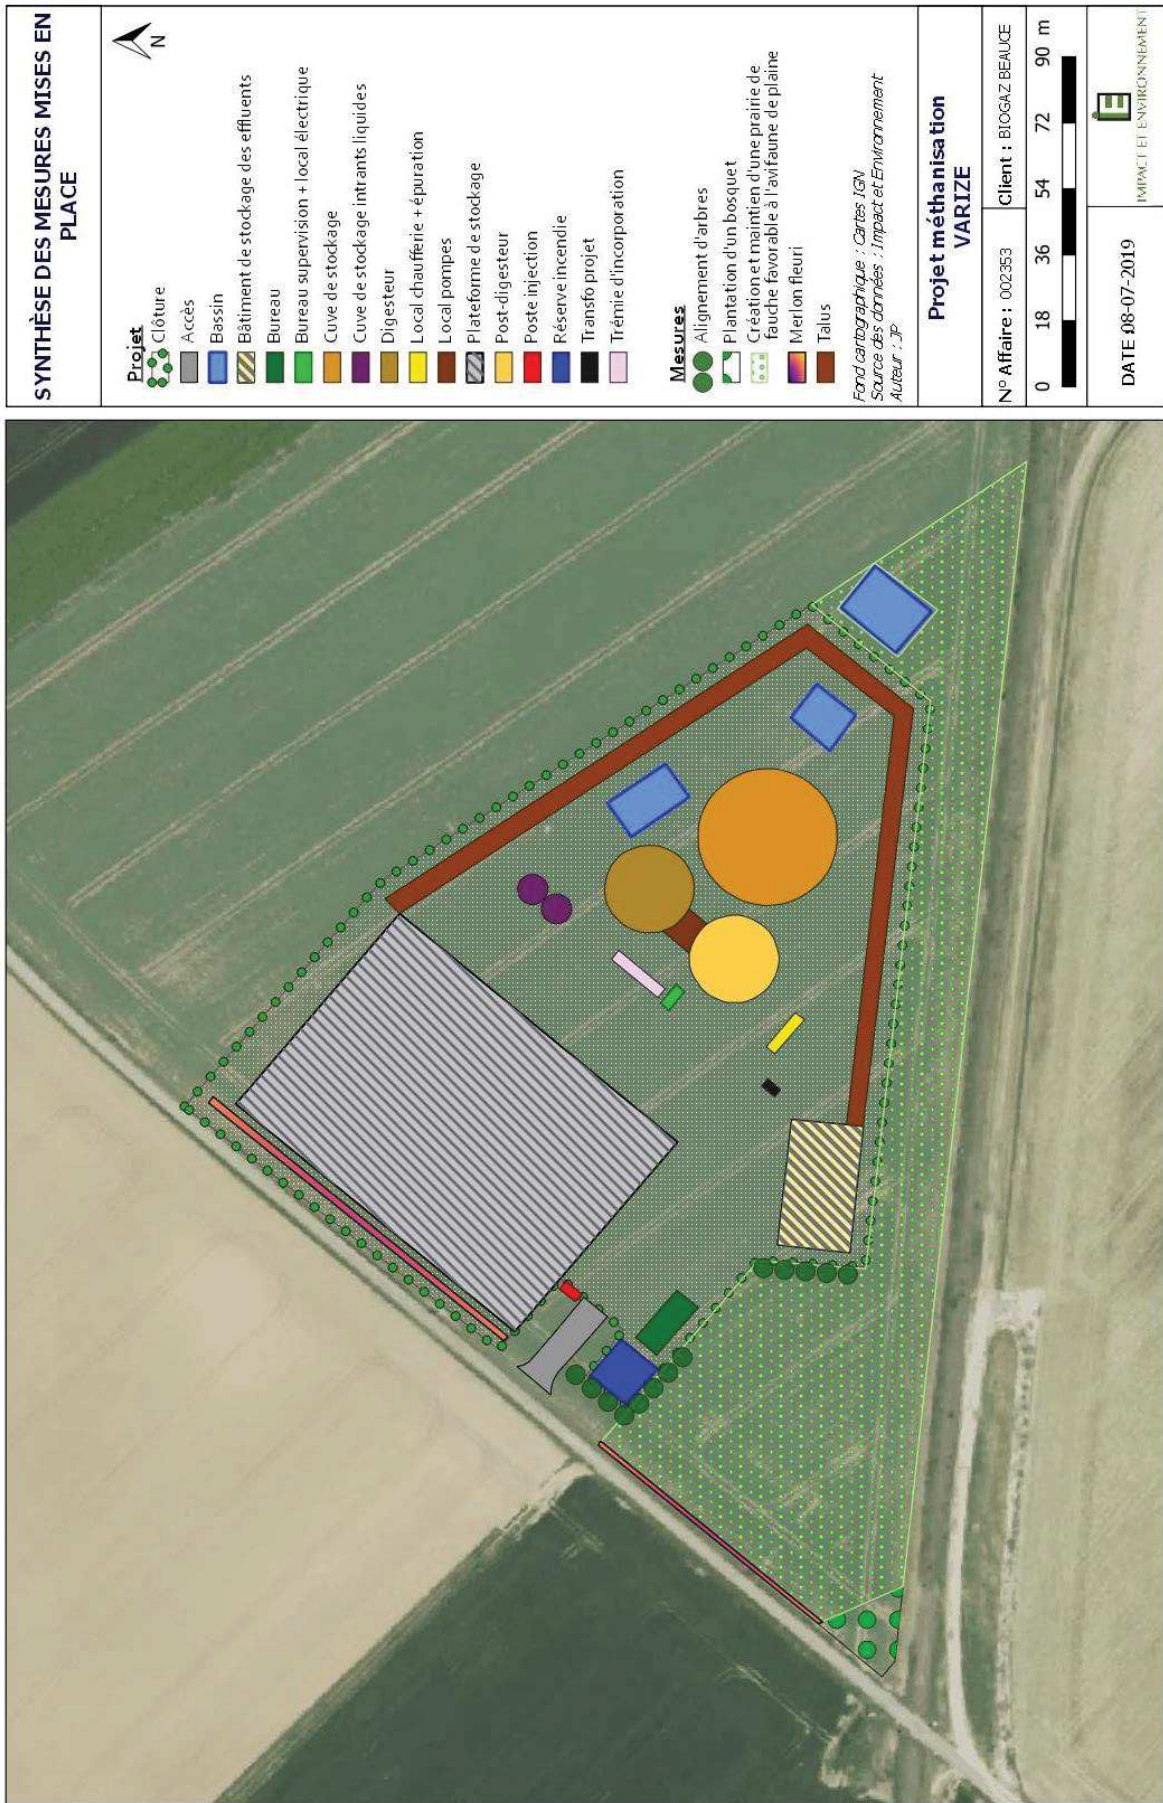 SYNTHÈSE DES MESURES MISES EN
PLACE
N
Projet
Clôture
Accès
Bassin
Bâtiment de stockage des effluents
Bureau
Bureau supervision + local électrique
Cuve de stockage
Cuve de stockage intrants liquides
Digesteur
Local chaufferie + épuration
Local pompes
Plateforme de stockage
Post-digesteur
Poste injection
Réserve incendie
Transfo projet
Trémie d'incorporation
Mesures
Alignement d'arbres
Plantation d'un bosquet
Création et maintien d'une prairie de
fauche favorable à l'avifaune de plaine
Merlon fleuri
Talus
Fond cartographique : Cartes IGN
Source des données : Impact et Environnement
Auteur : JP
Projet méthanisation
VARIZE
N° Affaire : 002353
Client : BIOGAZ BEAUCE
0 18 36 54 72 90 m
DATE :08-07-2019
IMPACT ET ENVIRONNEMENT